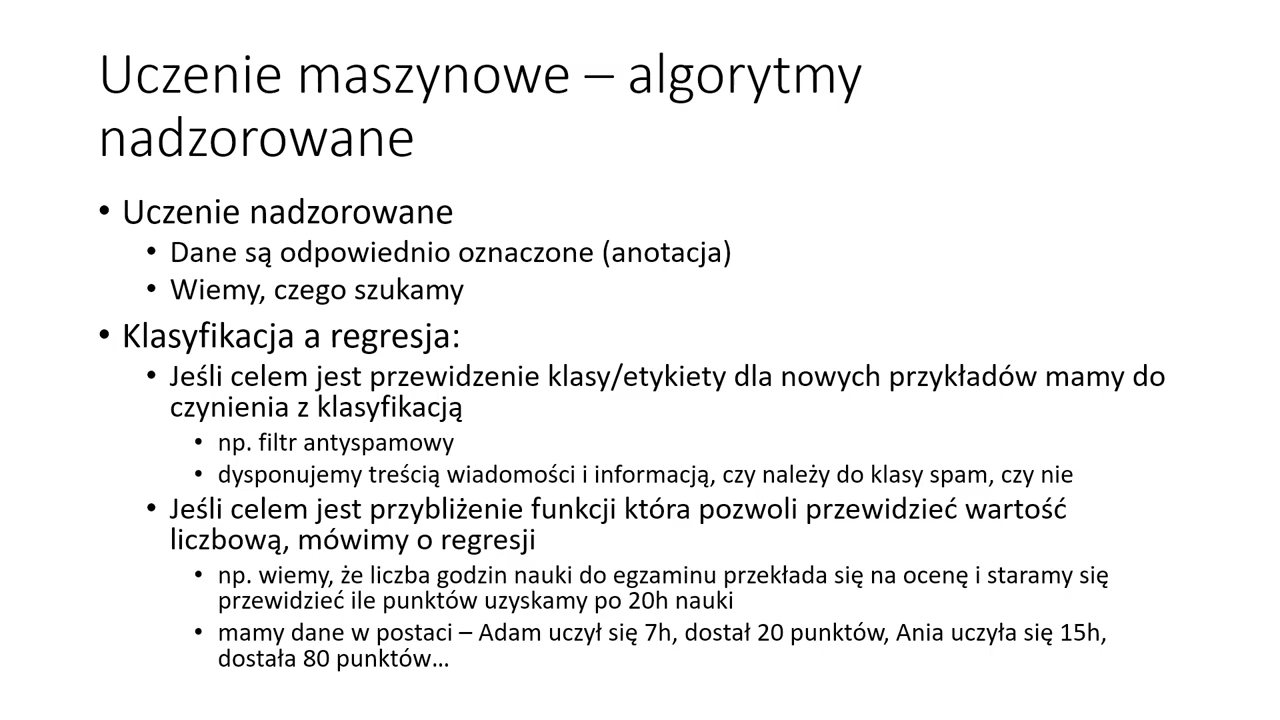 Uczenie maszynowe – algorytmy
nadzorowane
• Uczenie nadzorowane
• Dane są odpowiednio oznaczone (anotacja)
• Wiemy, czego szukamy
• Klasyfikacja a regresja:
• Jeśli celem jest przewidzenie klasy/etykiety dla nowych przykładów mamy do
czynienia z klasyfikacją
• np. filtr antyspamowy
• dysponujemy treścią wiadomości i informacją, czy należy do klasy spam, czy nie
• Jeśli celem jest przybliżenie funkcji która pozwoli przewidzieć wartość
liczbową, mówimy o regresji
• np. wiemy, że liczba godzin nauki do egzaminu przekłada się na ocenę i staramy się
przewidzieć ile punktów uzyskamy po 20h nauki
• mamy dane w postaci – Adam uczył się 7h, dostał 20 punktów, Ania uczyła się 15h,
dostała 80 punktów…